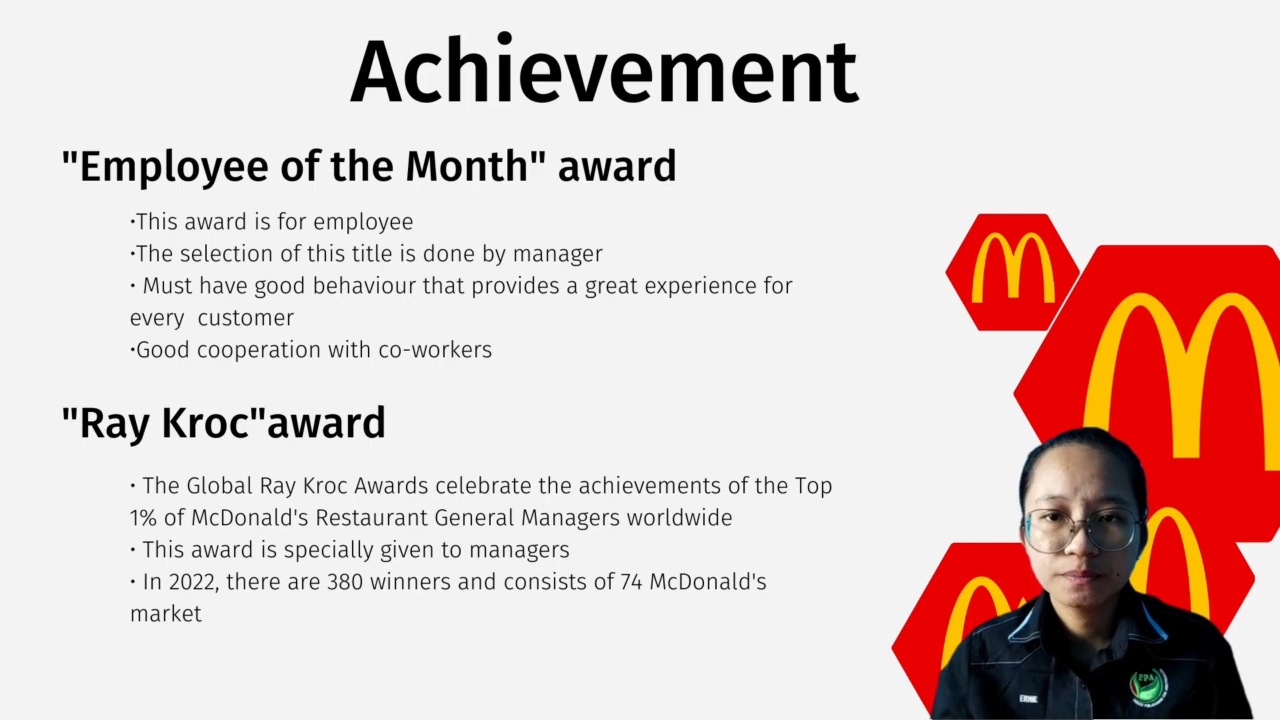 Achievement
"Employee of the Month" award
•This award is for employee
•The selection of this title is done by manager
• Must have good behaviour that provides a great experience for
every  customer
•Good cooperation with co-workers
"Ray Kroc"award
• The Global Ray Kroc Awards celebrate the achievements of the Top
1% of McDonald's Restaurant General Managers worldwide
• This award is specially given to managers
• In 2022, there are 380 winners and consists of 74 McDonald's
market
ERNIE
PPA